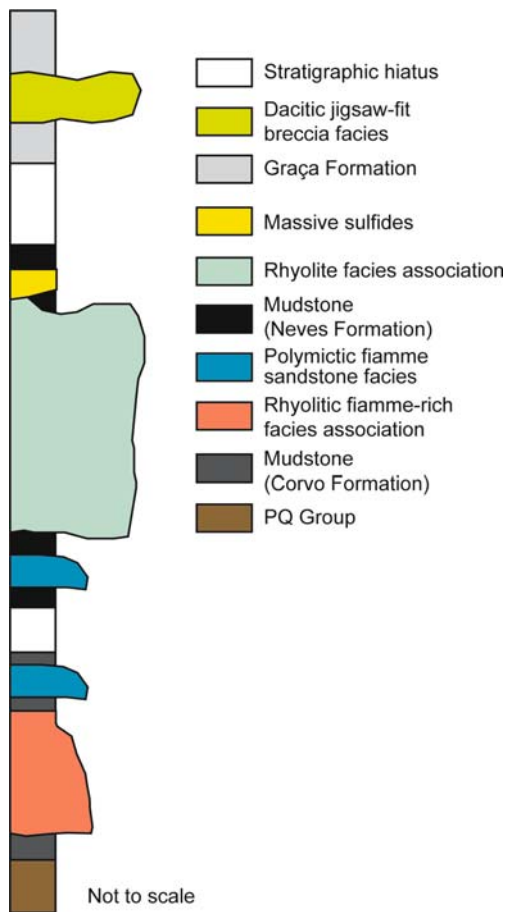 Stratigraphic hiatus
Dacitic jigsaw-fit
breccia facies
Graça Formation
Massive sulfides
Rhyolite facies association
Mudstone
(Neves Formation)
Polymictic fiamme
sandstone facies
Rhyolitic fiamme-rich
facies association
Mudstone
(Corvo Formation)
PQ Group
Not to scale